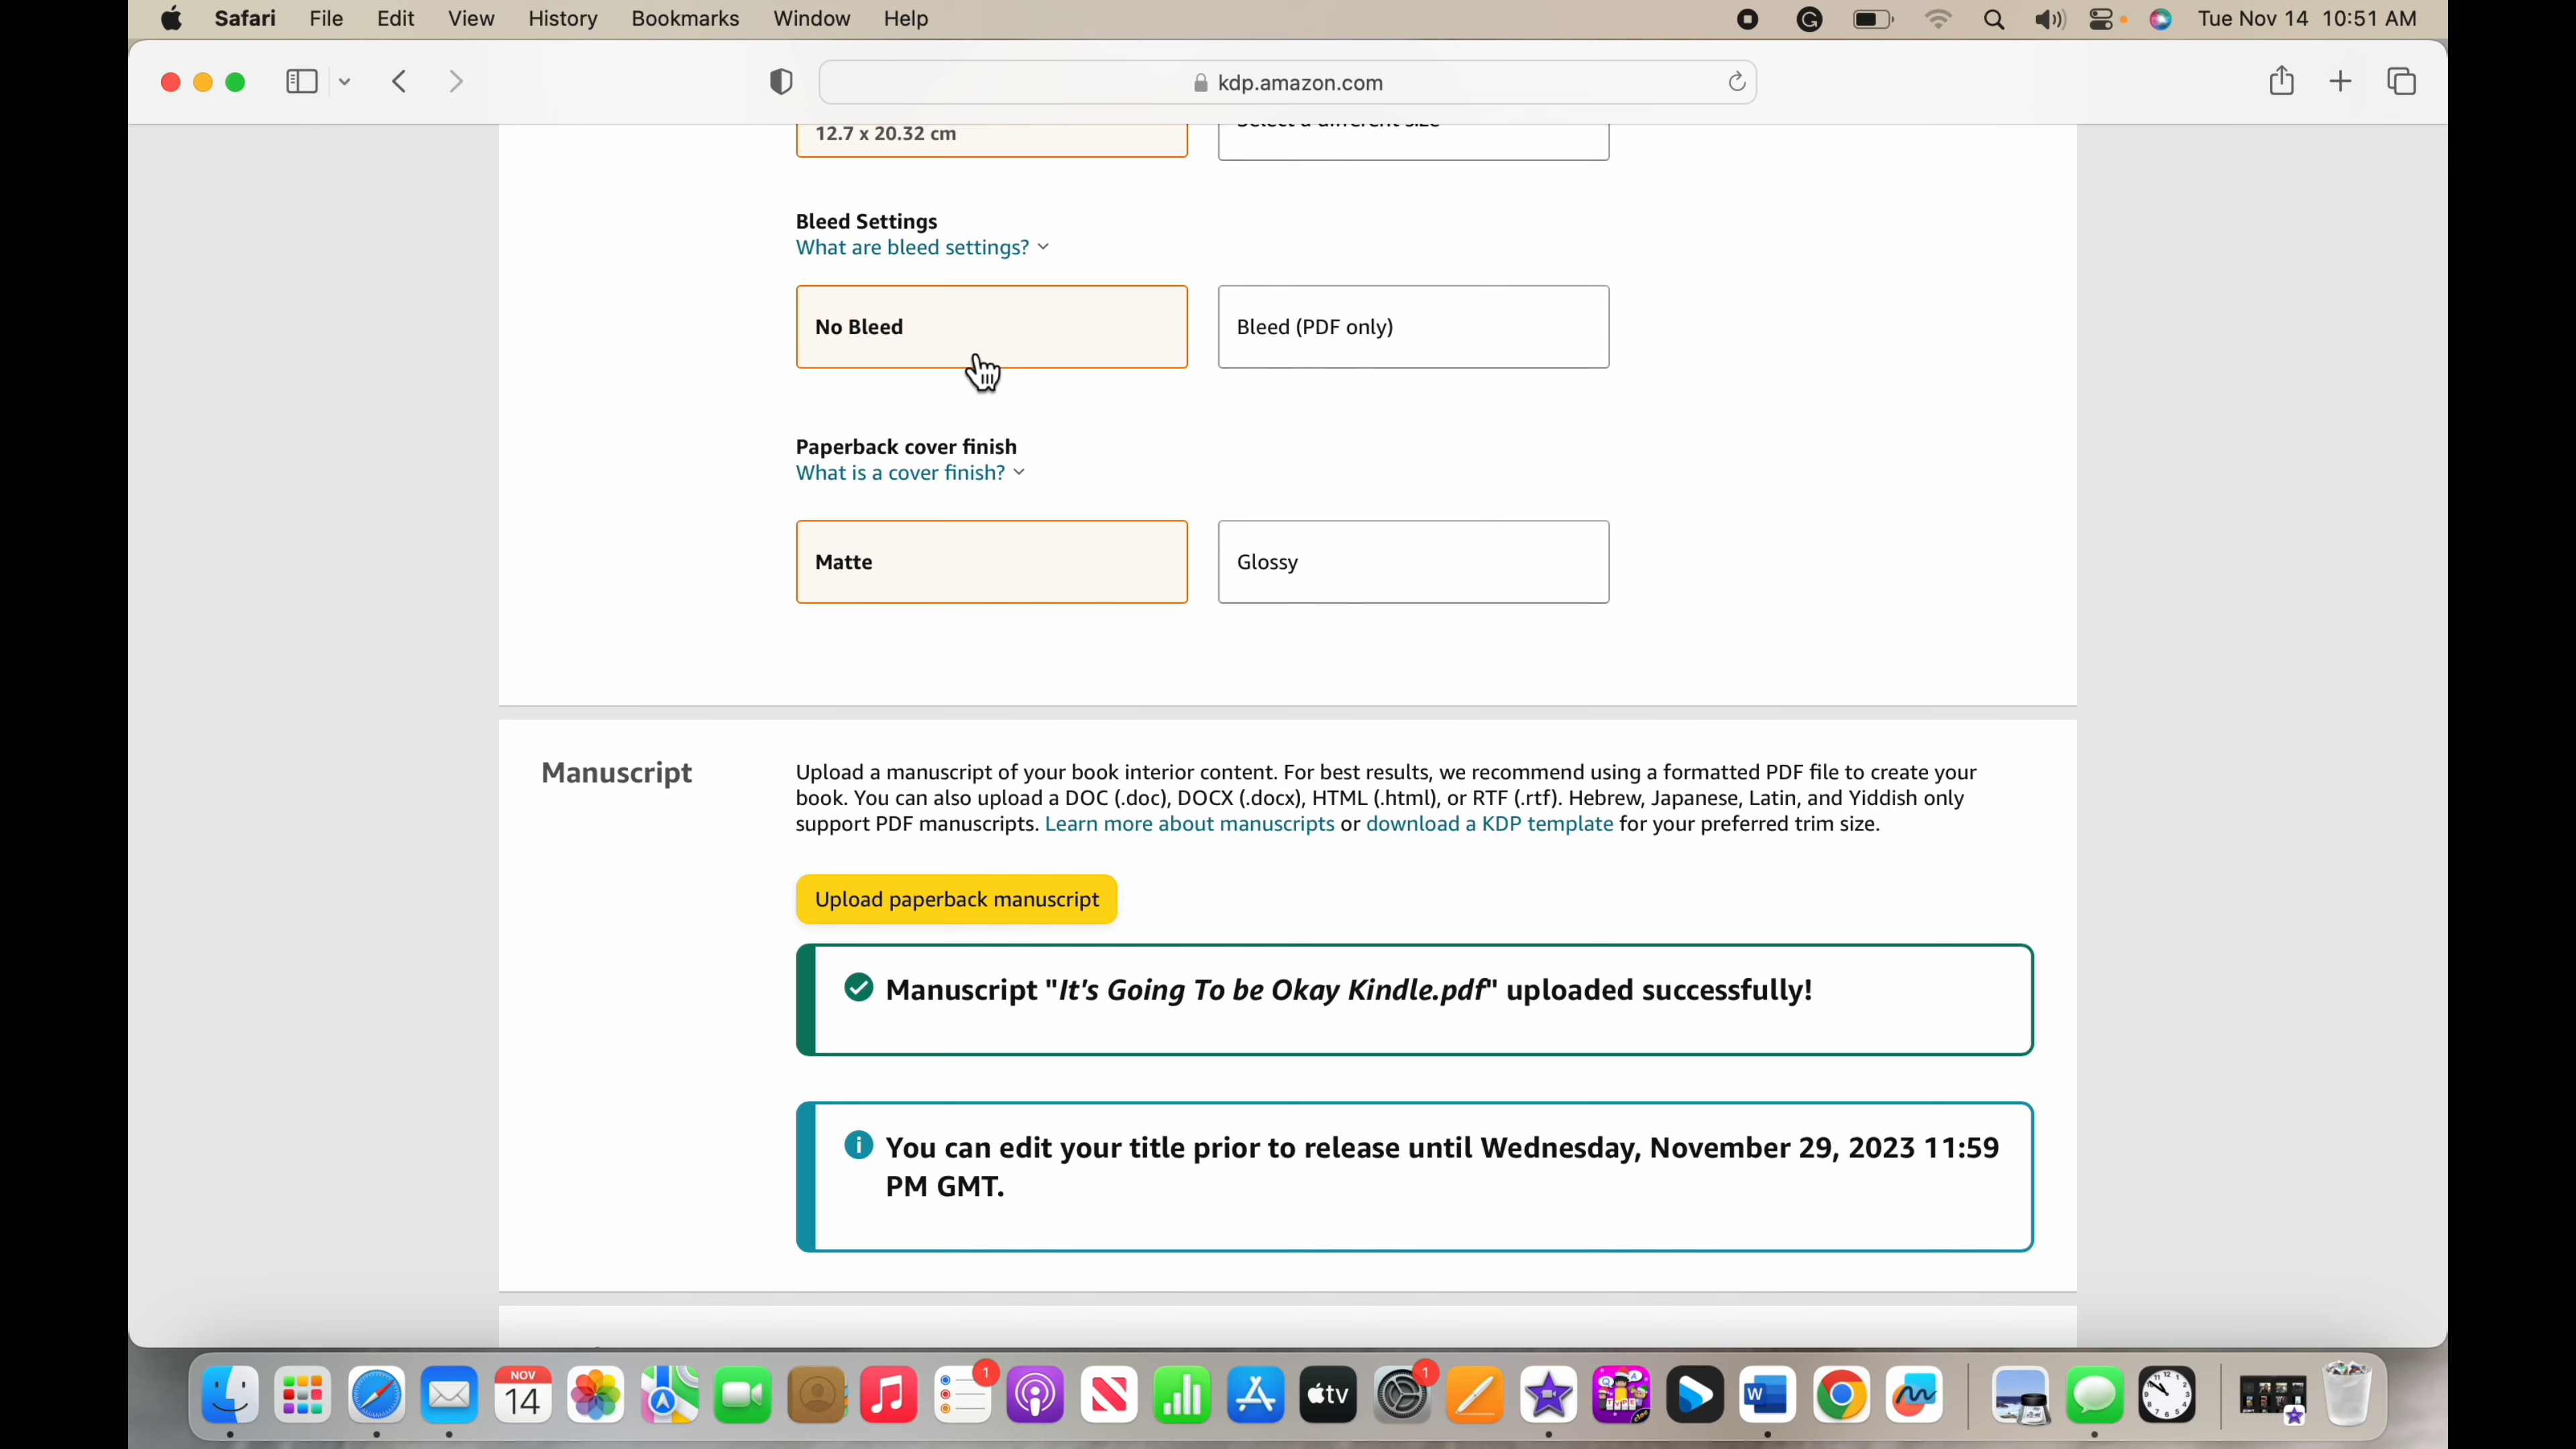 Safari File Edit View History Bookmarks Window Help Tue Nov 14 10:51 AM
kdp.amazon.com
12.7 x 20.32 cm
Select a different size
Bleed Settings
What are bleed settings?
No Bleed
Bleed (PDF only)
Paperback cover finish
What is a cover finish?
Matte
Glossy
Manuscript
Upload a manuscript of your book interior content. For best results, we recommend using a formatted PDF file to create your
book. You can also upload a DOC (.doc), DOCX (.docx), HTML (.html), or RTF (.rtf). Hebrew, Japanese, Latin, and Yiddish only
support PDF manuscripts. Learn more about manuscripts or download a KDP template for your preferred trim size.
Upload paperback manuscript
Manuscript "It's Going To be Okay Kindle.pdf" uploaded successfully!
You can edit your title prior to release until Wednesday, November 29, 2023 11:59
PM GMT.
NOV
14
1
tv
1
W